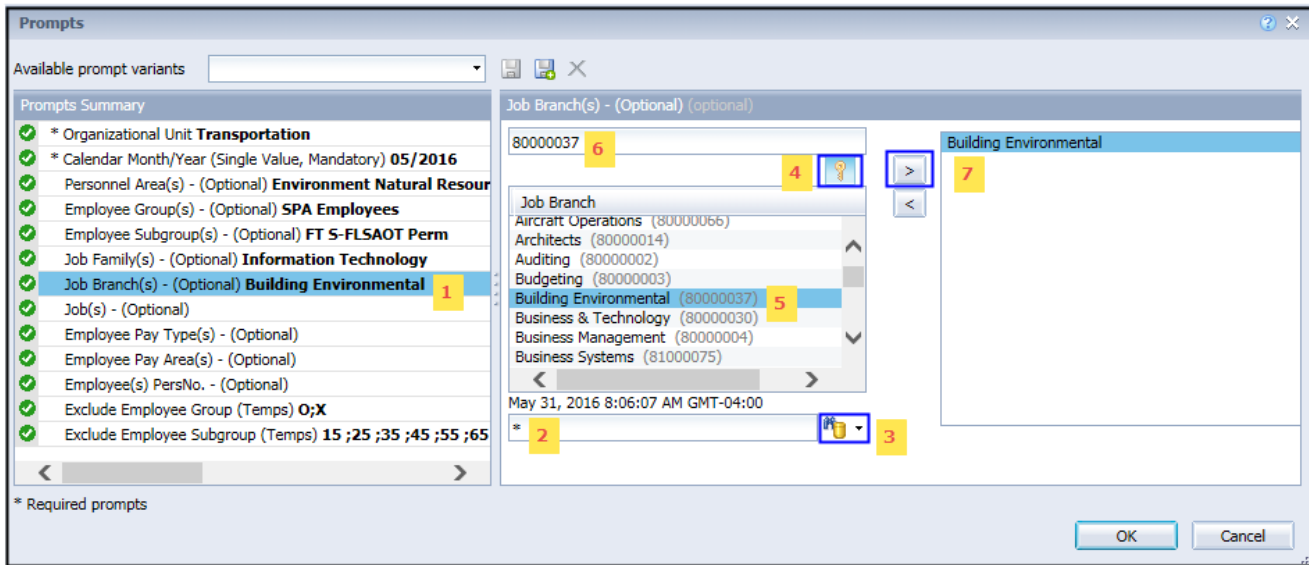 Prompts
Available prompt variants
Prompts Summary
* Organizational Unit Transportation
* Calendar Month/Year (Single Value, Mandatory) 05/2016
Personnel Area(s) - (Optional) Environment Natural Resour
Employee Group(s) - (Optional) SPA Employees
Employee Subgroup(s) - (Optional) FT S-FLSAOT Perm
Job Family(s) - (Optional) Information Technology
Job Branch(s) - (Optional) Building Environmental 1
Job(s) - (Optional)
Employee Pay Type(s) - (Optional)
Employee Pay Area(s) - (Optional)
Employee(s) PersNo. - (Optional)
Exclude Employee Group (Temps) O;X
Exclude Employee Subgroup (Temps) 15 ;25 ;35 ;45 ;55 ;65
* Required prompts
Job Branch(s) - (Optional) (optional)
80000037 6
4
Job Branch
Aircraft Operations (80000066)
Architects (80000014)
Auditing (80000002)
Budgeting (80000003)
Building Environmental (80000037) 5
Business & Technology (80000030)
Business Management (80000004)
Business Systems (81000075)
May 31, 2016 8:06:07 AM GMT-04:00
* 2
3
> 7
<
Building Environmental
OK Cancel